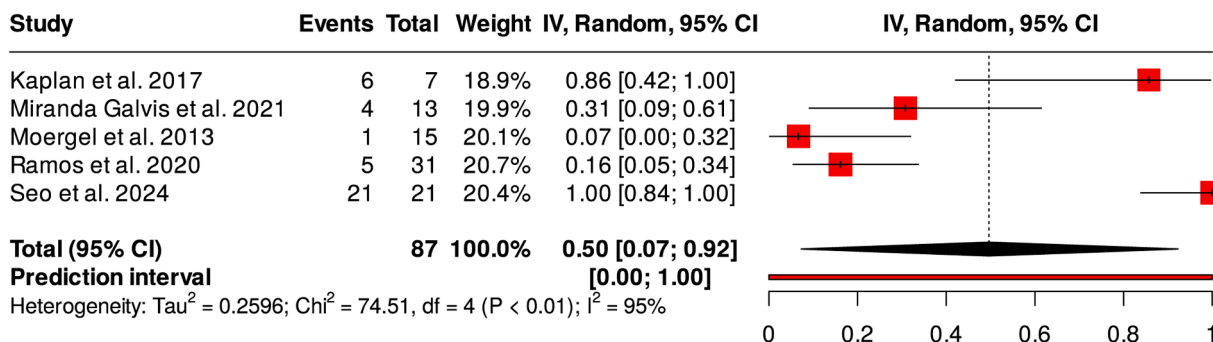 Study Events Total Weight IV, Random, 95% CI IV, Random, 95% CI
Kaplan et al. 2017 6 7 18.9% 0.86 [0.42; 1.00]
Miranda Galvis et al. 2021 4 13 19.9% 0.31 [0.09; 0.61]
Moergel et al. 2013 1 15 20.1% 0.07 [0.00; 0.32]
Ramos et al. 2020 5 31 20.7% 0.16 [0.05; 0.34]
Seo et al. 2024 21 21 20.4% 1.00 [0.84; 1.00]
Total (95% CI) 87 100.0% 0.50 [0.07; 0.92]
Prediction interval [0.00; 1.00]
Heterogeneity: Tau² = 0.2596; Chi² = 74.51, df = 4 (P < 0.01); I² = 95%
0 0.2 0.4 0.6 0.8 1